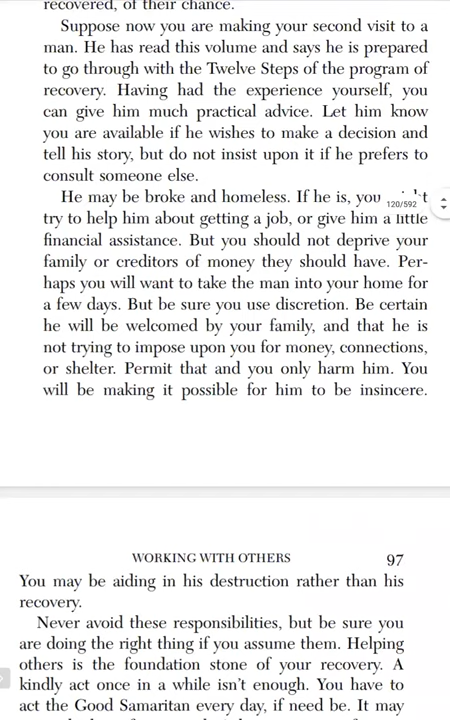 recovered, of their chance.
Suppose now you are making your second visit to a
man. He has read this volume and says he is prepared
to go through with the Twelve Steps of the program of
recovery. Having had the experience yourself, you
can give him much practical advice. Let him know
you are available if he wishes to make a decision and
tell his story, but do not insist upon it if he prefers to
consult someone else.
He may be broke and homeless. If he is, you
120/592
try to help him about getting a job, or give him a little
financial assistance. But you should not deprive your
family or creditors of money they should have. Per-
haps you will want to take the man into your home for
a few days. But be sure you use discretion. Be certain
he will be welcomed by your family, and that he is
not trying to impose upon you for money, connections,
or shelter. Permit that and you only harm him. You
will be making it possible for him to be insincere.
WORKING WITH OTHERS 97
You may be aiding in his destruction rather than his
recovery.
Never avoid these responsibilities, but be sure you
are doing the right thing if you assume them. Helping
others is the foundation stone of your recovery. A
kindly act once in a while isn't enough. You have to
act the Good Samaritan every day, if need be. It may